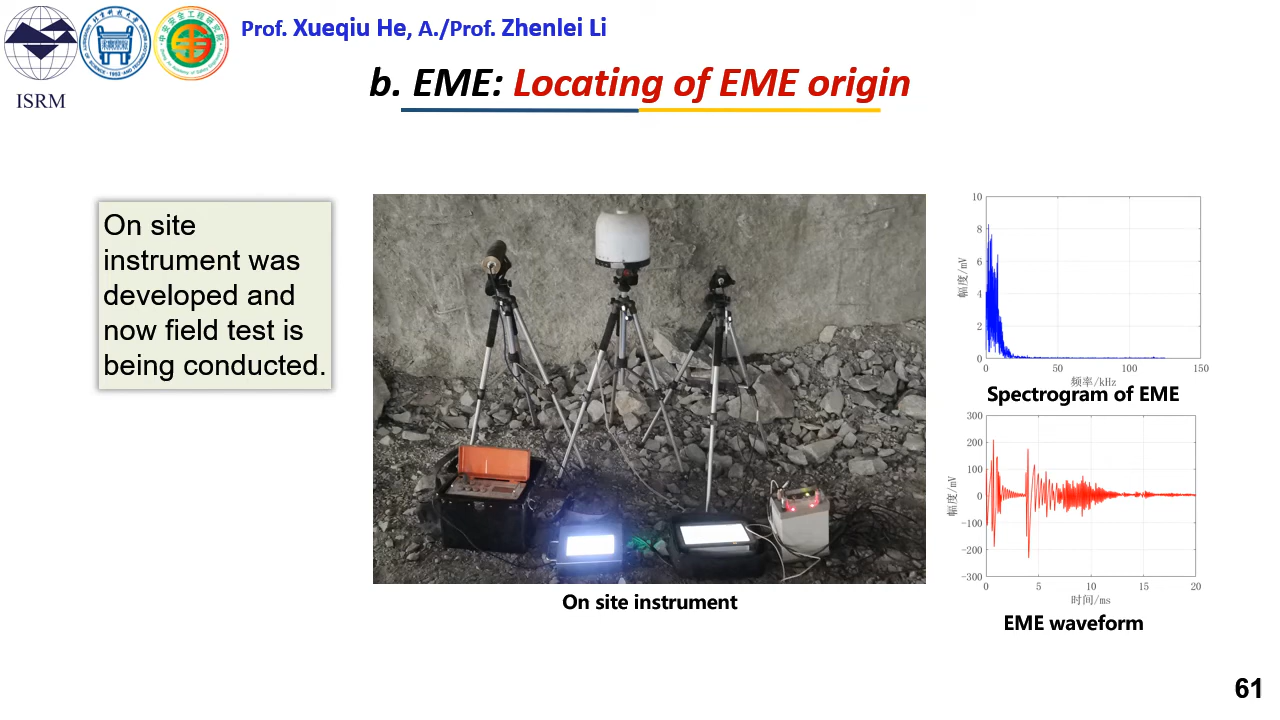 Prof. Xueqiu He, A./Prof. Zhenlei Li
ISRM
b. EME: Locating of EME origin
On site
instrument was
developed and
now field test is
being conducted.
On site instrument
10
8
6
4
2
0
幅度/mV
0 50 100 150
频率/kHz
Spectrogram of EME
300
200
100
0
-100
-200
-300
幅度/mV
0 5 10 15 20
时间/ms
EME waveform
61